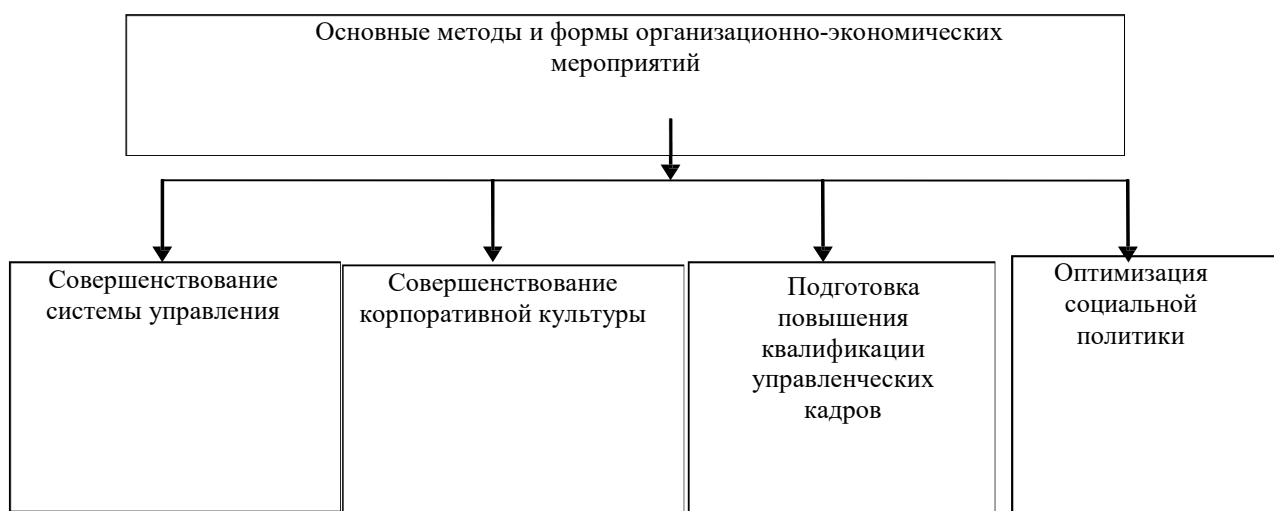 Основные методы и формы организационно-экономических
мероприятий
Совершенствование
системы управления
Совершенствование
корпоративной культуры
Подготовка
повышения
квалификации
управленческих
кадров
Оптимизация
социальной
политики